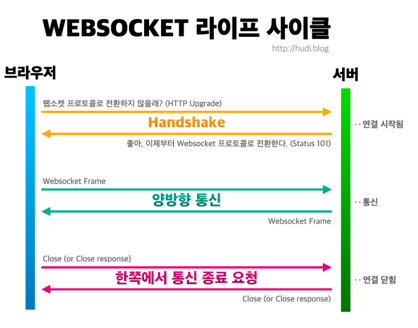 WEBSOCKET 라이프 사이클
http://hudi.blog
브라우저
서버
웹소켓 프로토콜로 전환하지 않을래? (HTTP Upgrade)
Handshake
·· 연결 시작됨
좋아, 이제부터 Websocket 프로토콜로 전환한다. (Status 101)
Websocket Frame
양방향 통신
·· 통신
Websocket Frame
Close (or Close response)
한쪽에서 통신 종료 요청
·· 연결 닫힘
Close (or Close response)